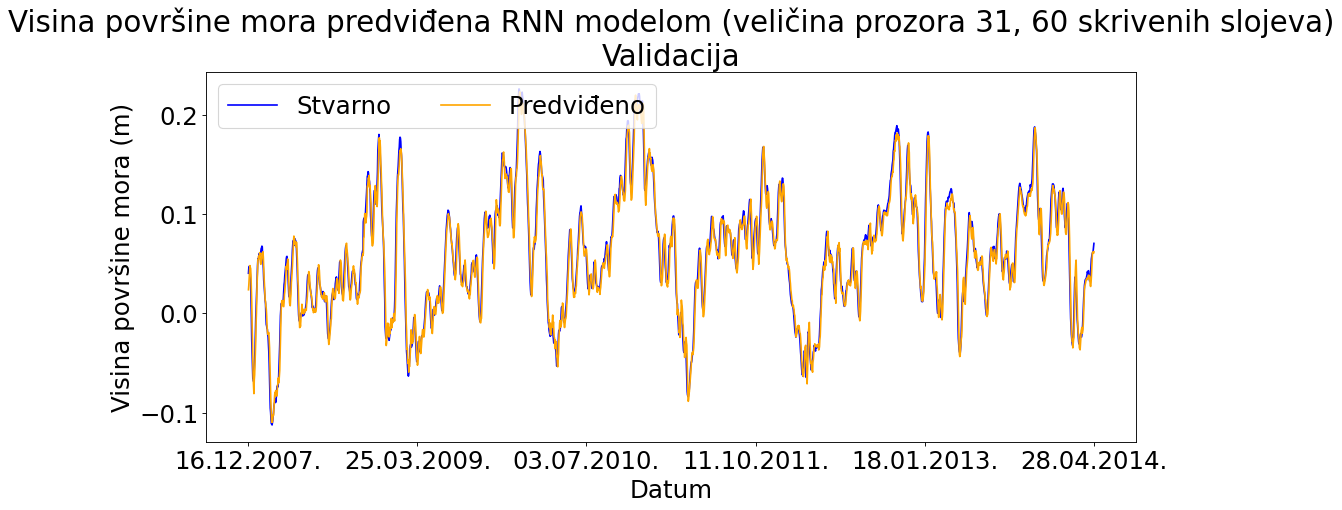 Visina površine mora predviđena RNN modelom (veličina prozora 31, 60 skrivenih slojeva)
Validacija
Stvarno Predviđeno
Visina površine mora (m)
0.2
0.1
0.0
−0.1
16.12.2007. 25.03.2009. 03.07.2010. 11.10.2011. 18.01.2013. 28.04.2014.
Datum